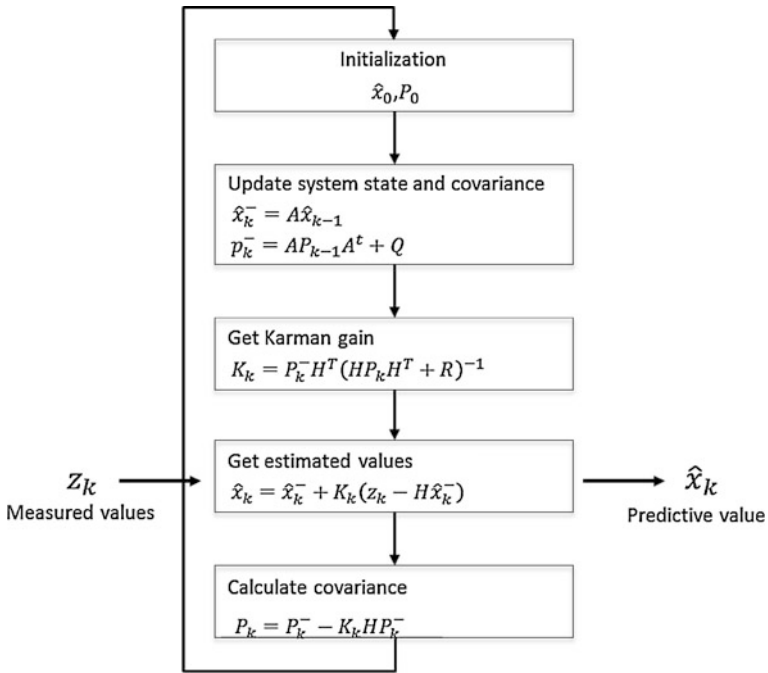 Initialization
x̂₀,P₀
Update system state and covariance
x̂ₖ⁻ = Ax̂ₖ₋₁
pₖ⁻ = APₖ₋₁Aᵗ + Q
Get Karman gain
Kₖ = Pₖ⁻Hᵀ(HPₖHᵀ + R)⁻¹
Get estimated values
x̂ₖ = x̂ₖ⁻ + Kₖ(zₖ − Hx̂ₖ⁻)
zₖ
Measured values
x̂ₖ
Predictive value
Calculate covariance
Pₖ = Pₖ⁻ − KₖHPₖ⁻